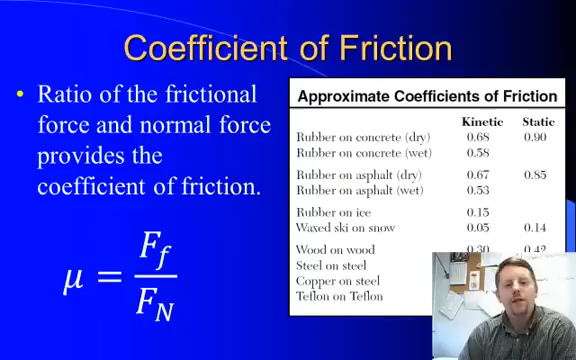 Coefficient of Friction
• Ratio of the frictional
force and normal force
provides the
coefficient of friction.
μ = F_f / F_N
Approximate Coefficients of Friction
Kinetic Static
Rubber on concrete (dry) 0.68 0.90
Rubber on concrete (wet) 0.58
Rubber on asphalt (dry) 0.67 0.85
Rubber on asphalt (wet) 0.53
Rubber on ice 0.15
Waxed ski on snow 0.05 0.14
Wood on wood 0.30 0.42
Steel on steel
Copper on steel
Teflon on Teflon